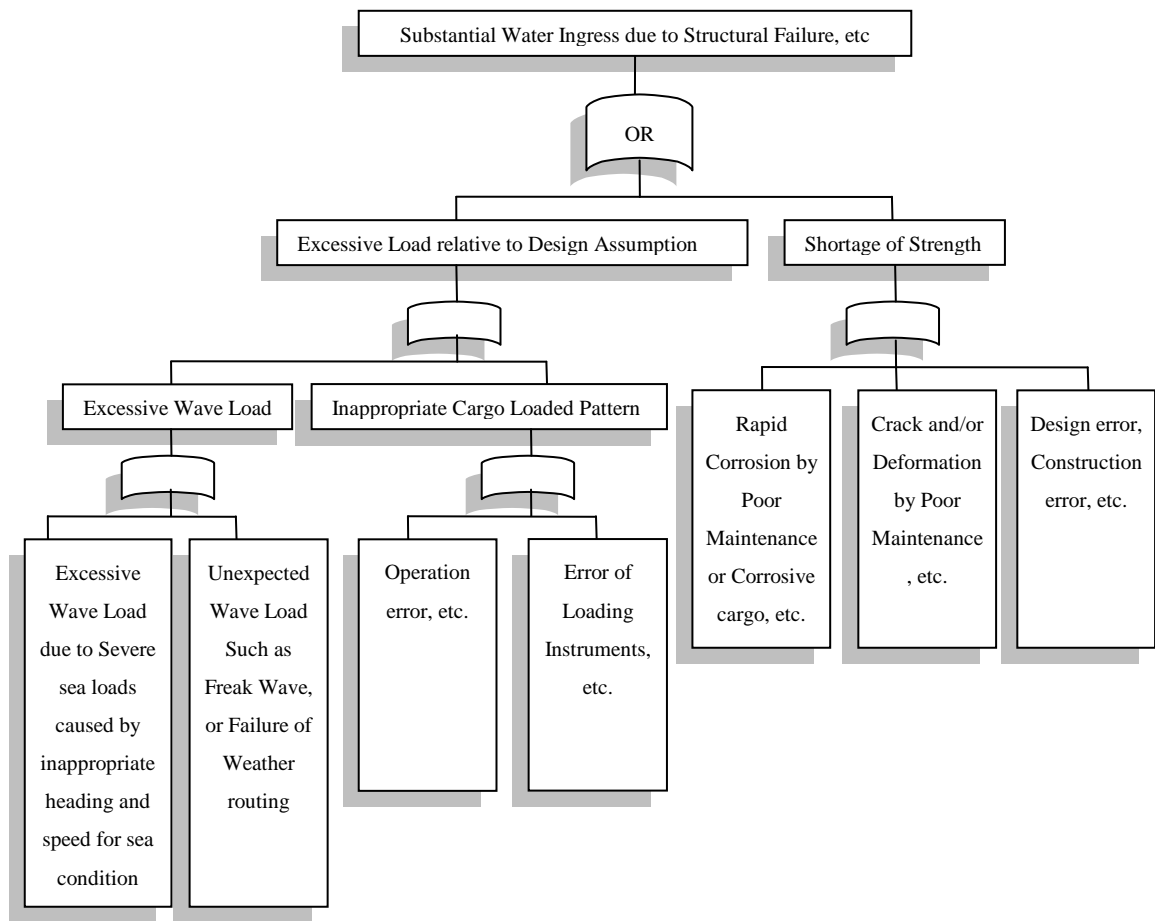 Substantial Water Ingress due to Structural Failure, etc
OR
Excessive Load relative to Design Assumption
Shortage of Strength
Excessive Wave Load
Inappropriate Cargo Loaded Pattern
Rapid
Corrosion by
Poor
Maintenance
or Corrosive
cargo, etc.
Crack and/or
Deformation
by Poor
Maintenance
, etc.
Design error,
Construction
error, etc.
Excessive
Wave Load
due to Severe
sea loads
caused by
inappropriate
heading and
speed for sea
condition
Unexpected
Wave Load
Such as
Freak Wave,
or Failure of
Weather
routing
Operation
error, etc.
Error of
Loading
Instruments,
etc.